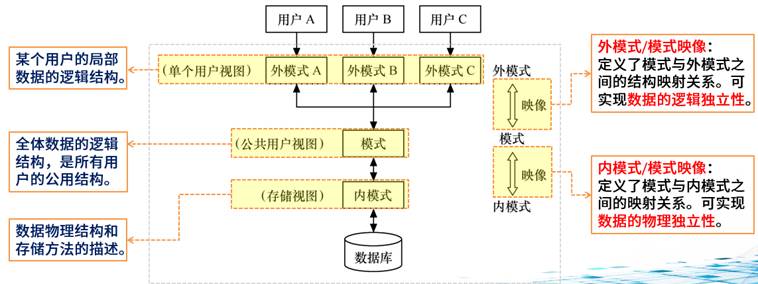 用户 A
用户 B
用户 C
某个用户的局部
数据的逻辑结构。
(单个用户视图)
外模式 A
外模式 B
外模式 C
外模式
映像
模式
外模式/模式映像：
定义了模式与外模式之
间的结构映射关系。可
实现数据的逻辑独立性。
全体数据的逻辑
结构，是所有用
户的公用结构。
(公共用户视图)
模式
映像
内模式
内模式/模式映像：
定义了模式与内模式之
间的映射关系。可实现
数据的物理独立性。
(存储视图)
内模式
数据物理结构和
存储方法的描述。
数据库